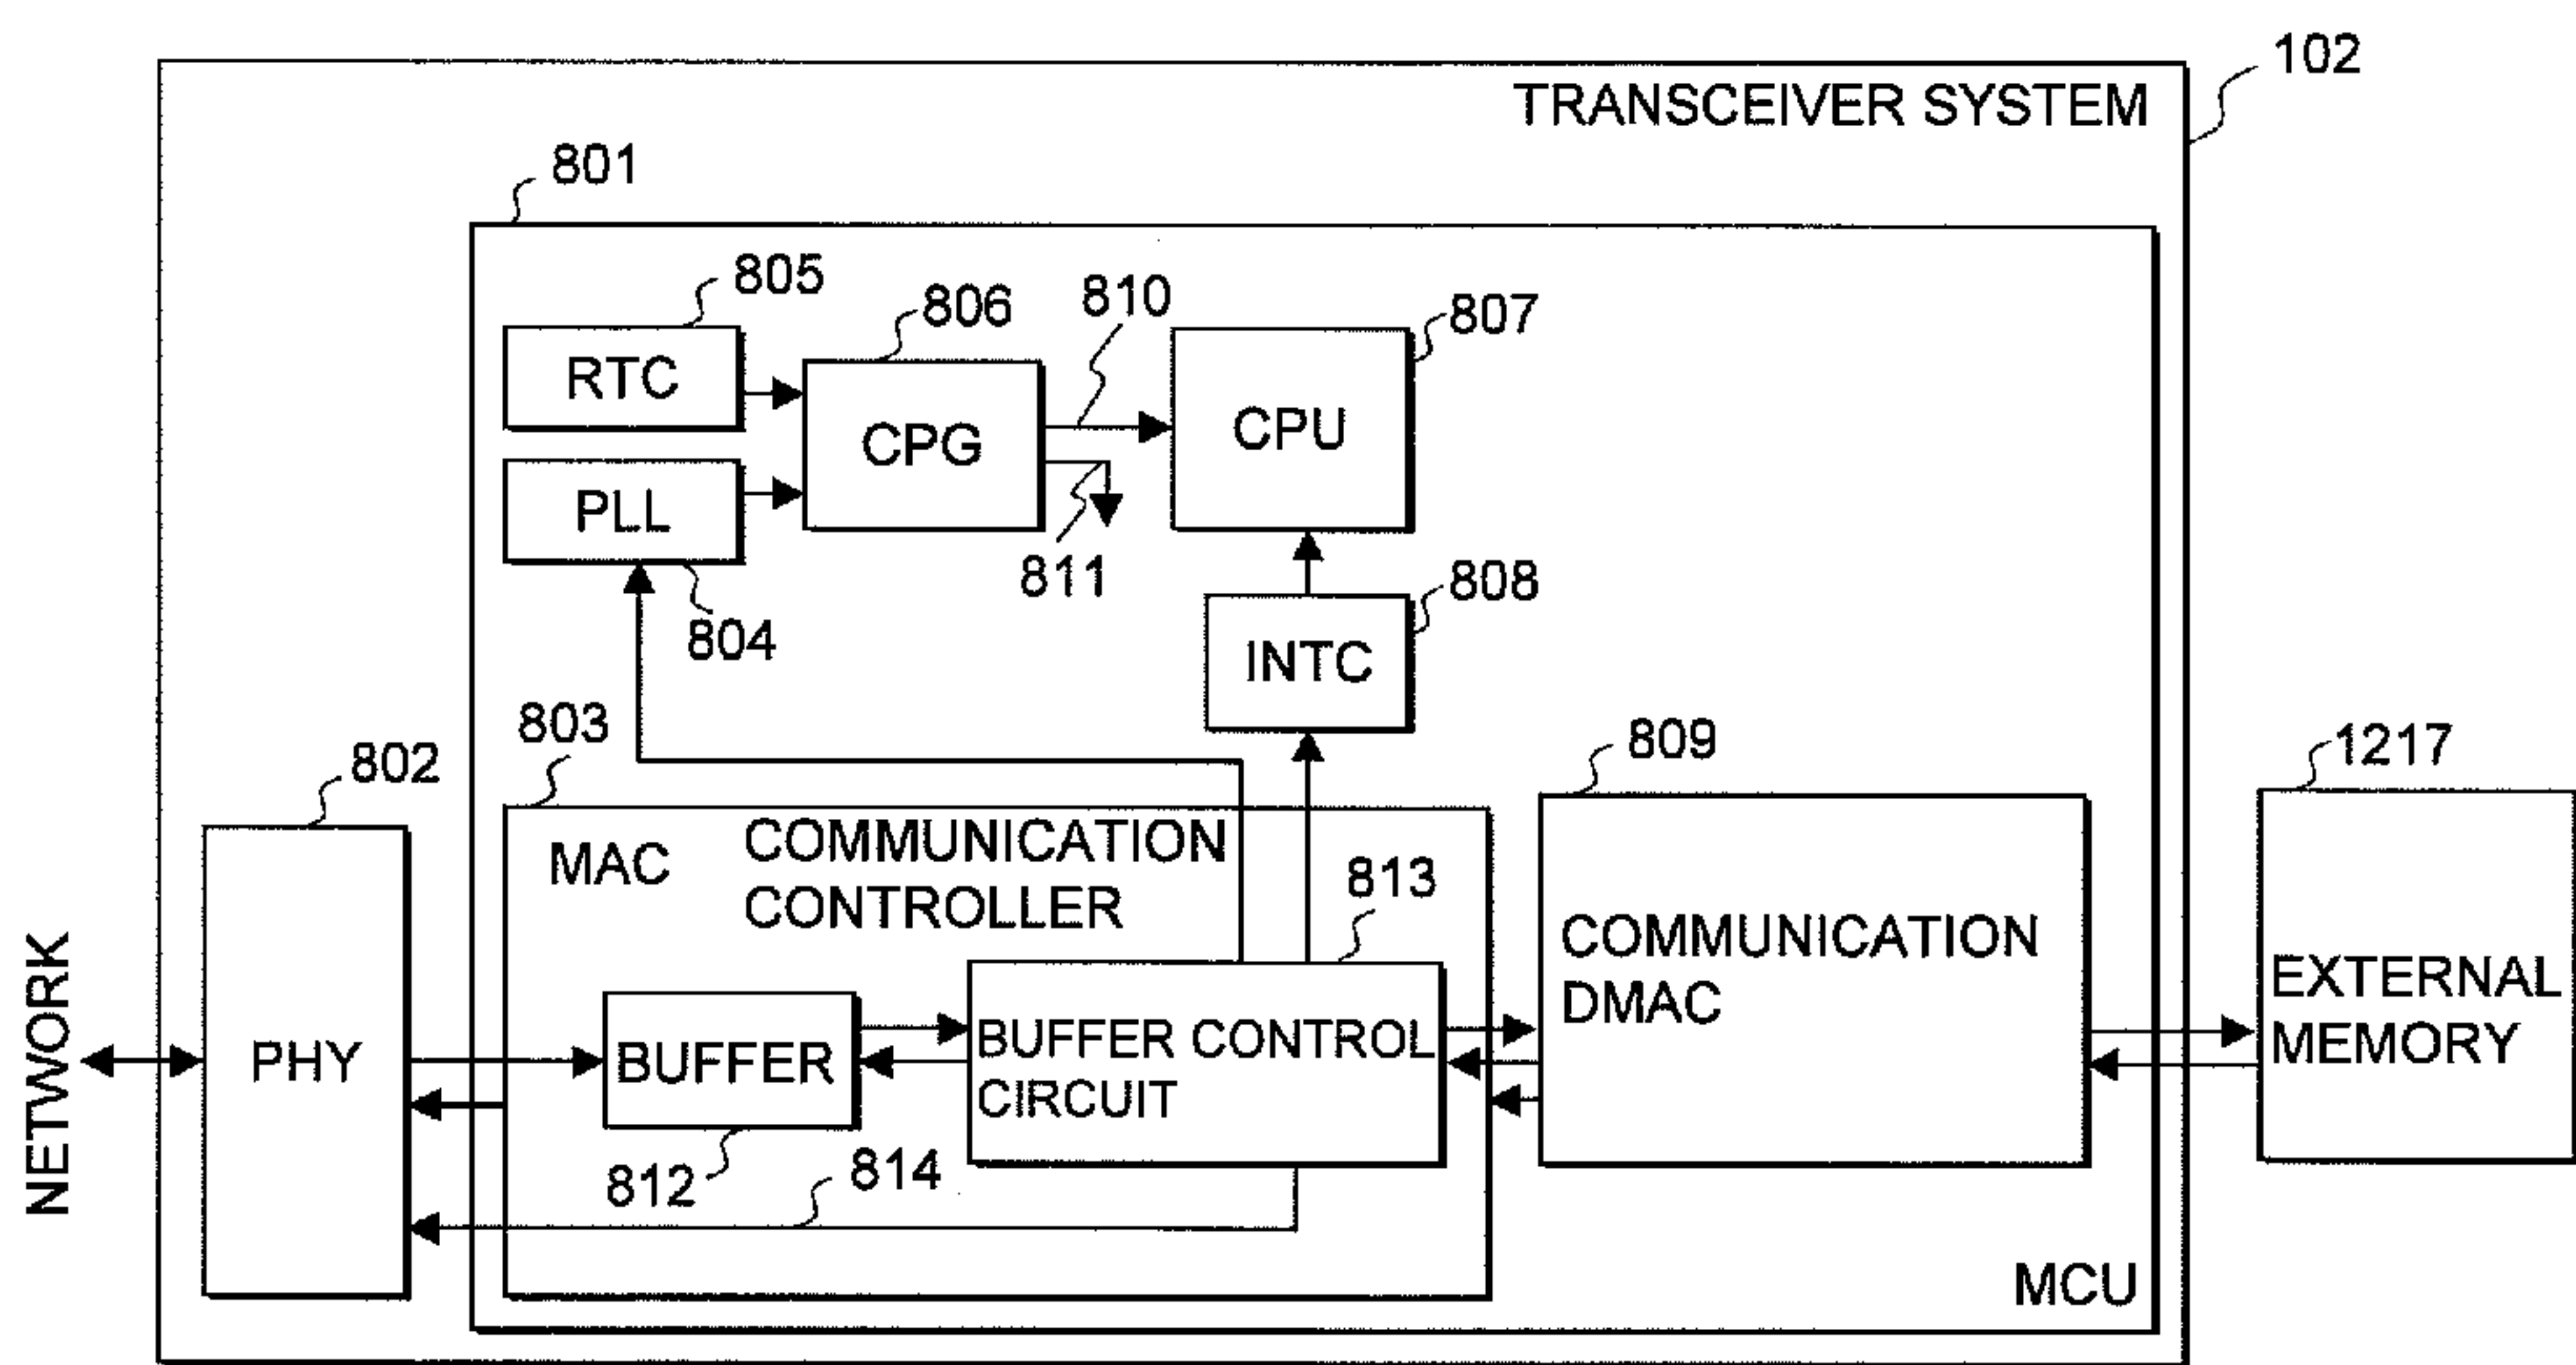 102
TRANSCEIVER SYSTEM
801
805
806
810
807
RTC
CPG
CPU
PLL
811
804
808
INTC
803
809
1217
802
MAC
COMMUNICATION
CONTROLLER
813
COMMUNICATION
DMAC
EXTERNAL
MEMORY
NETWORK
PHY
BUFFER
BUFFER CONTROL
CIRCUIT
812
814
MCU